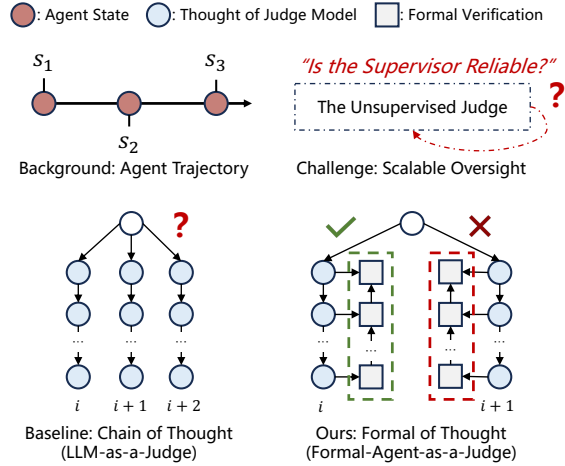 : Agent State : Thought of Judge Model : Formal Verification
s1 s3
s2
"Is the Supervisor Reliable?"
The Unsupervised Judge ?
Background: Agent Trajectory
Challenge: Scalable Oversight
?
... ... ...
i i + 1 i + 2
Baseline: Chain of Thought
(LLM-as-a-Judge)
... ... ... ...
i i + 1
Ours: Formal of Thought
(Formal-Agent-as-a-Judge)